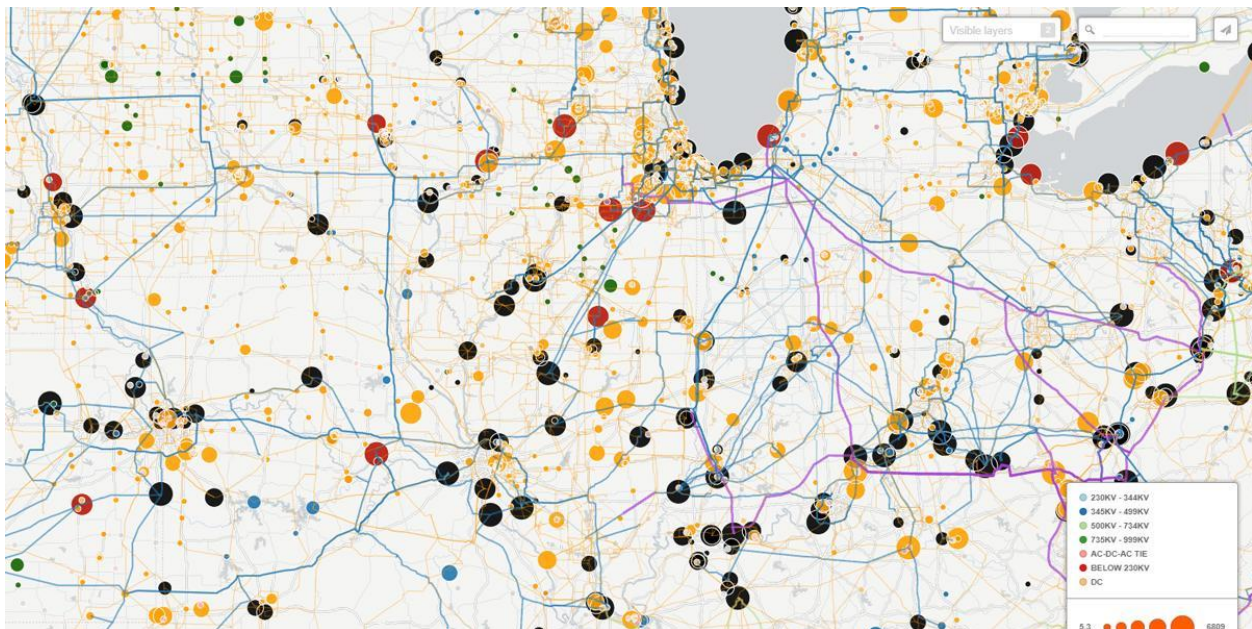 Visible layers 2
230KV - 344KV
345KV - 499KV
500KV - 734KV
735KV - 999KV
AC-DC-AC TIE
BELOW 230KV
DC
5.3 6809